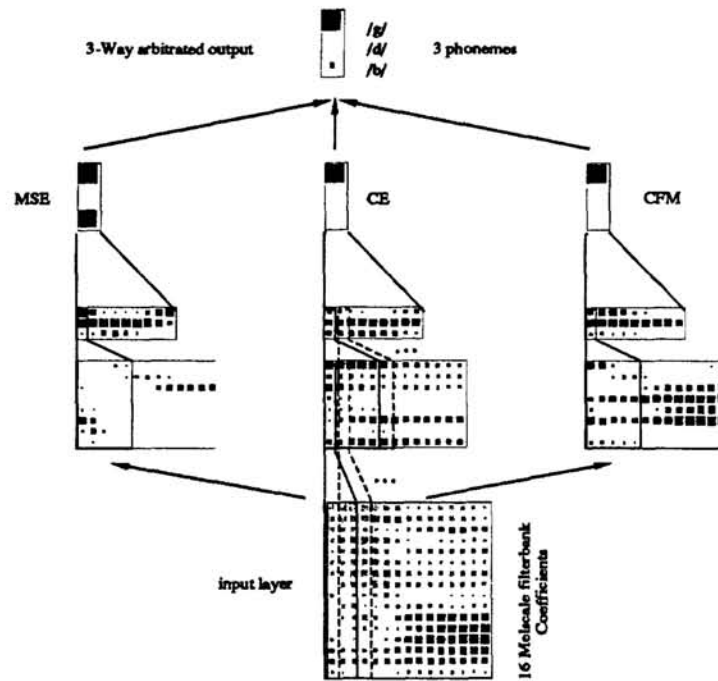 /g/
3-Way arbitrated output /d/ 3 phonemes
/b/
MSE CE CFM
input layer
16 Melscale filterbank
Coefficients